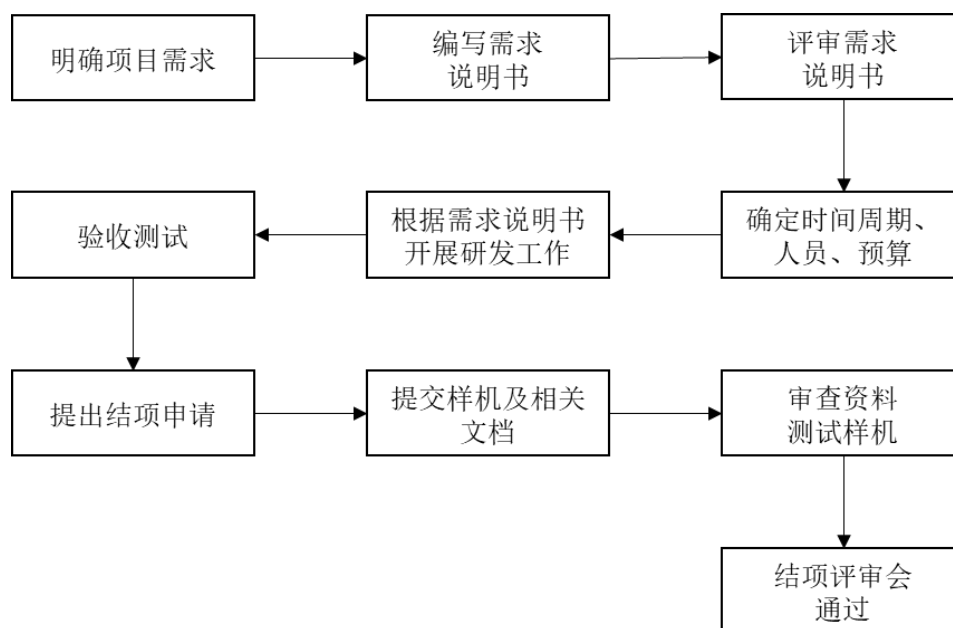 明确项目需求
编写需求
说明书
评审需求
说明书
确定时间周期、
人员、预算
根据需求说明书
开展研发工作
验收测试
提出结项申请
提交样机及相关
文档
审查资料
测试样机
结项评审会
通过